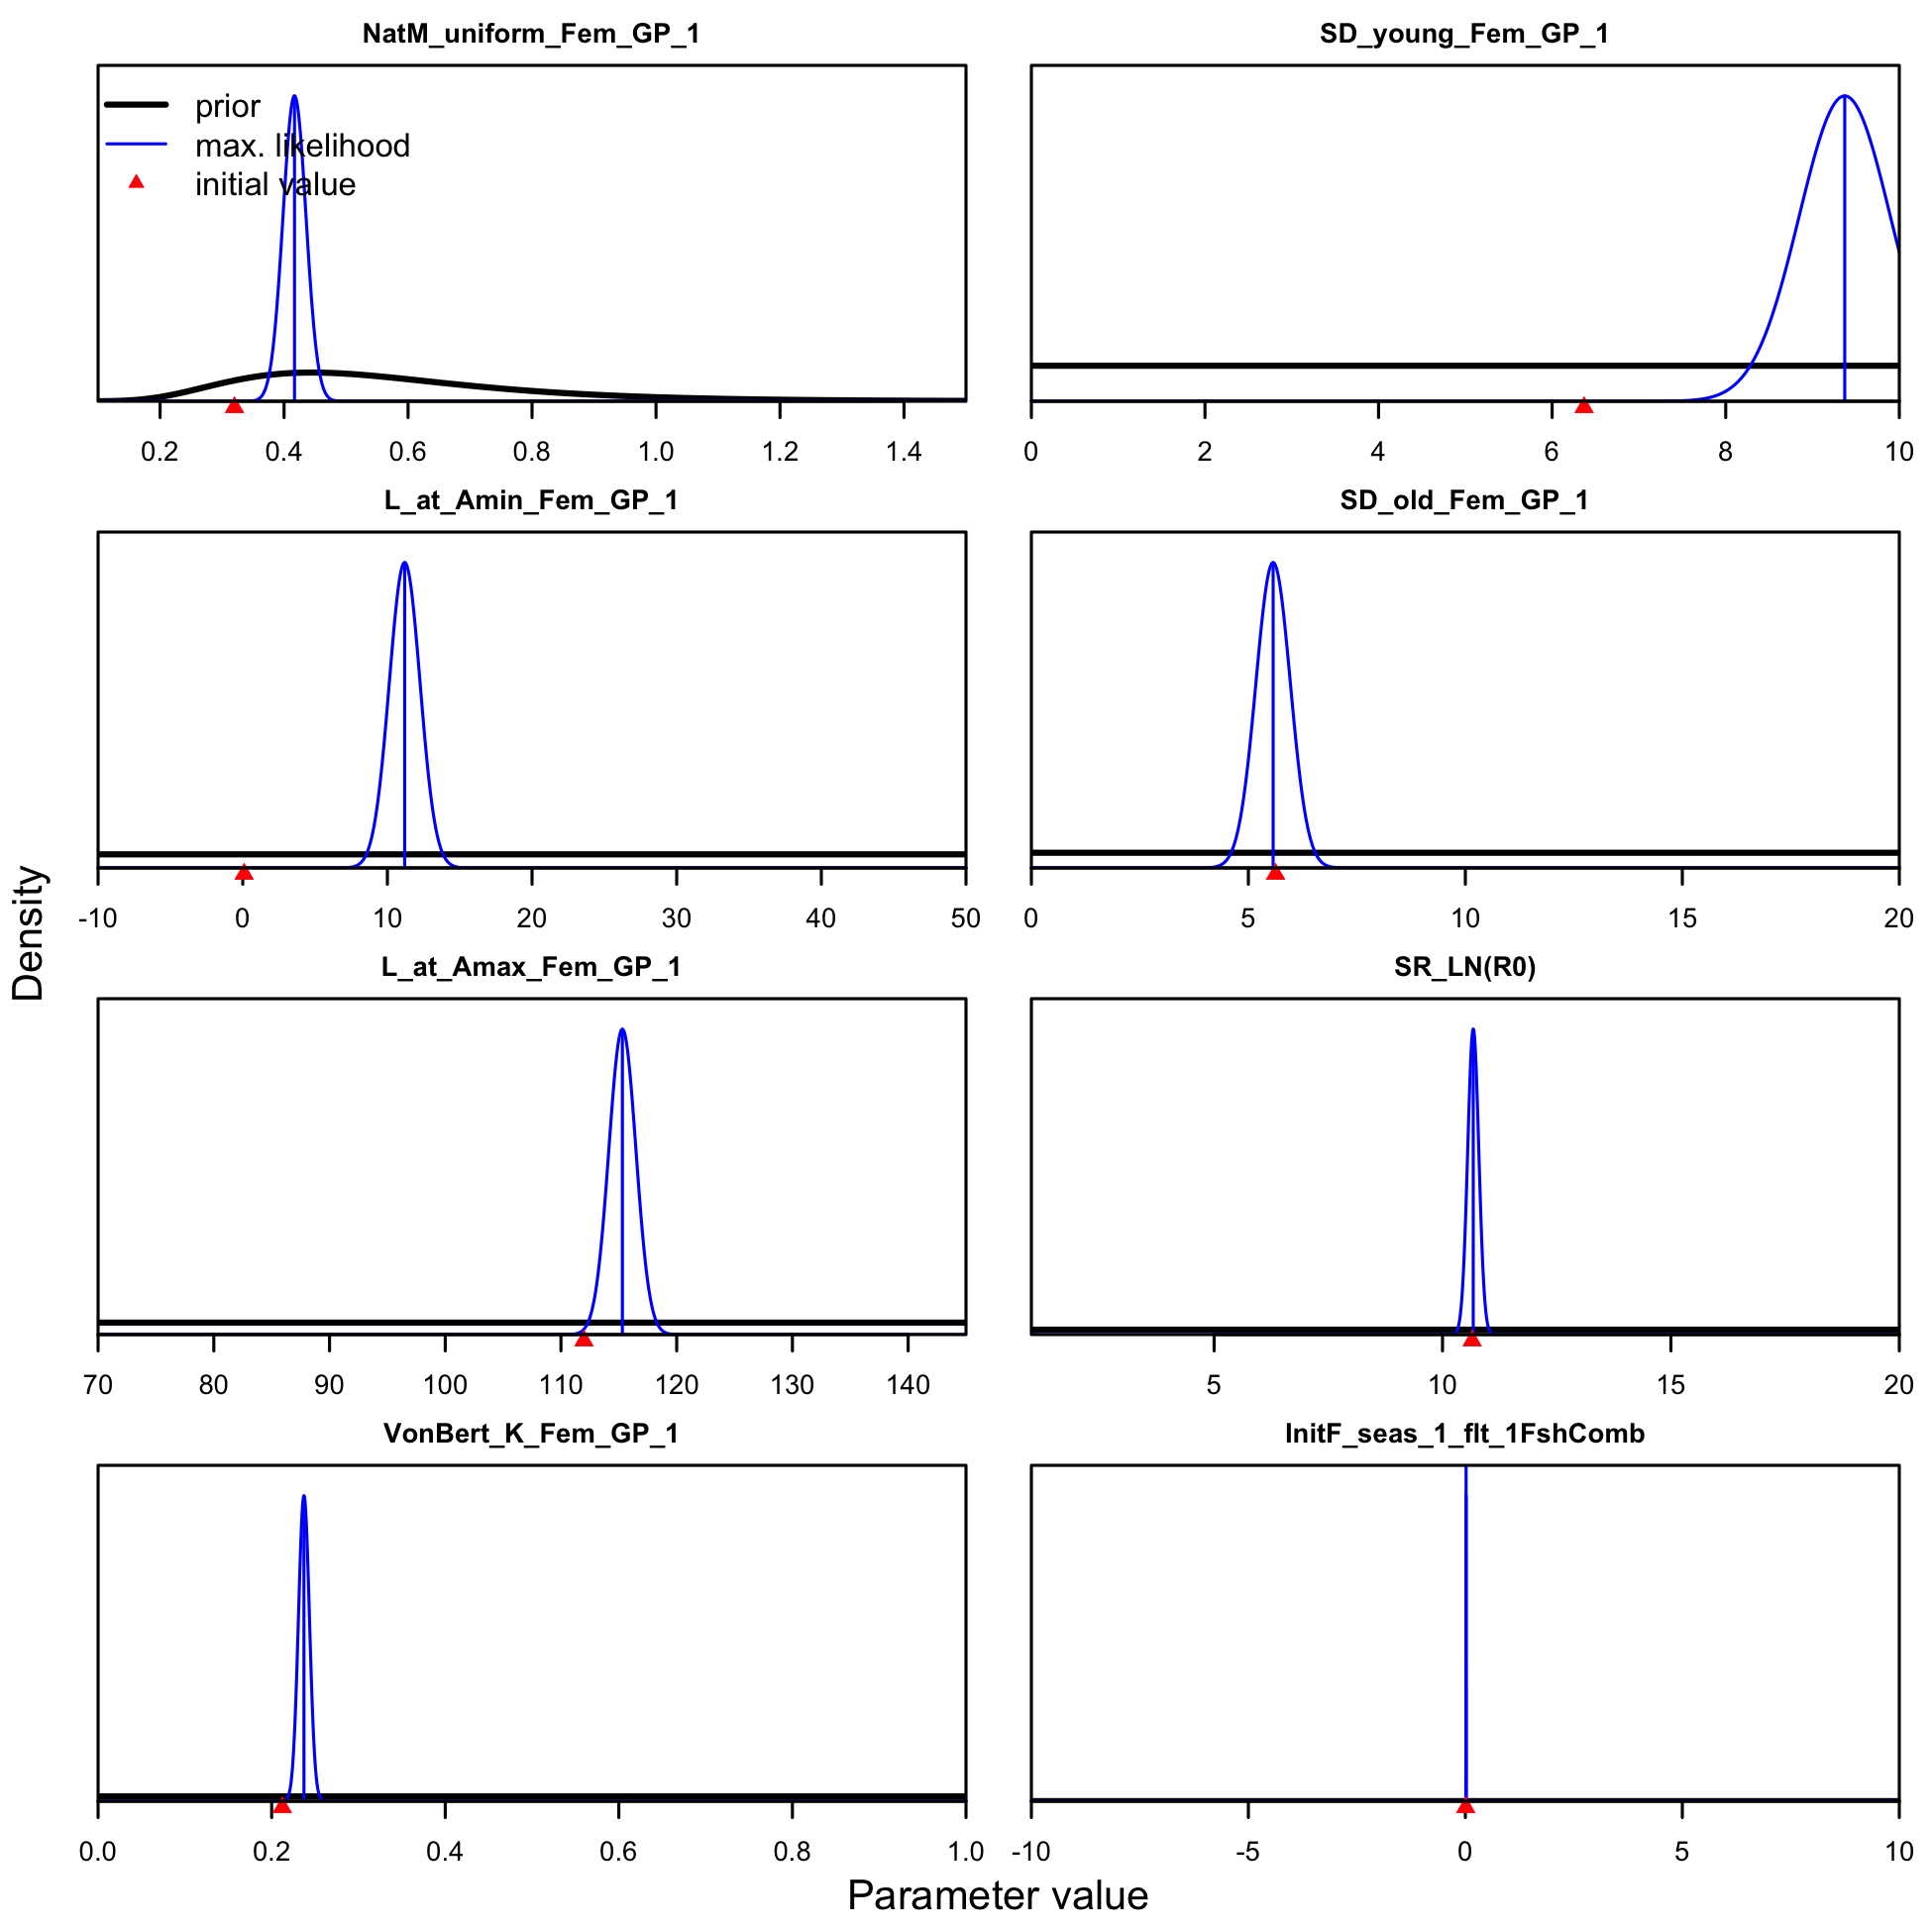 NatM_uniform_Fem_GP_1
prior
max. likelihood
initial value
0.2 0.4 0.6 0.8 1.0 1.2 1.4
SD_young_Fem_GP_1
0 2 4 6 8 10
L_at_Amin_Fem_GP_1
-10 0 10 20 30 40 50
SD_old_Fem_GP_1
0 5 10 15 20
L_at_Amax_Fem_GP_1
70 80 90 100 110 120 130 140
SR_LN(R0)
5 10 15 20
VonBert_K_Fem_GP_1
0.0 0.2 0.4 0.6 0.8 1.0
InitF_seas_1_flt_1FshComb
-10 -5 0 5 10
Density
Parameter value